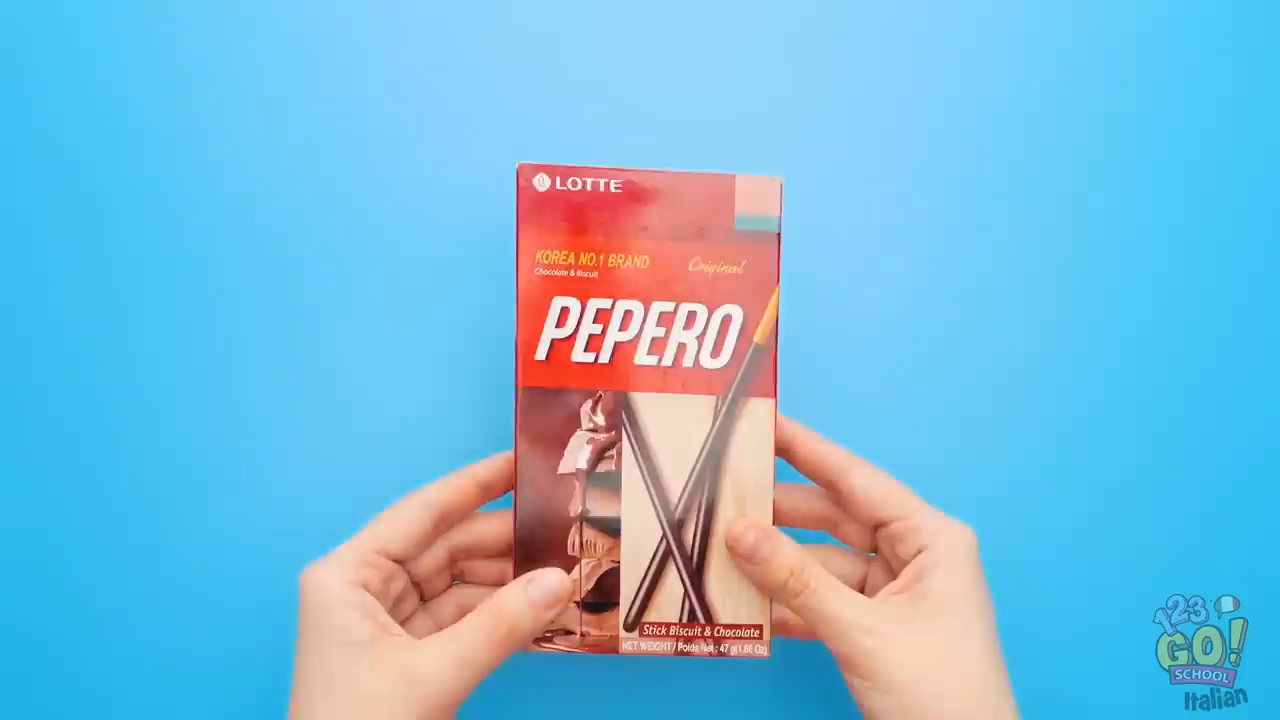 LOTTE
KOREA NO.1 BRAND
Chocolate & Biscuit
Original
PEPERO
Stick Biscuit & Chocolate
NET WEIGHT / Poids Net : 47 g(1.66 Oz)
123
GO!
SCHOOL
Italian